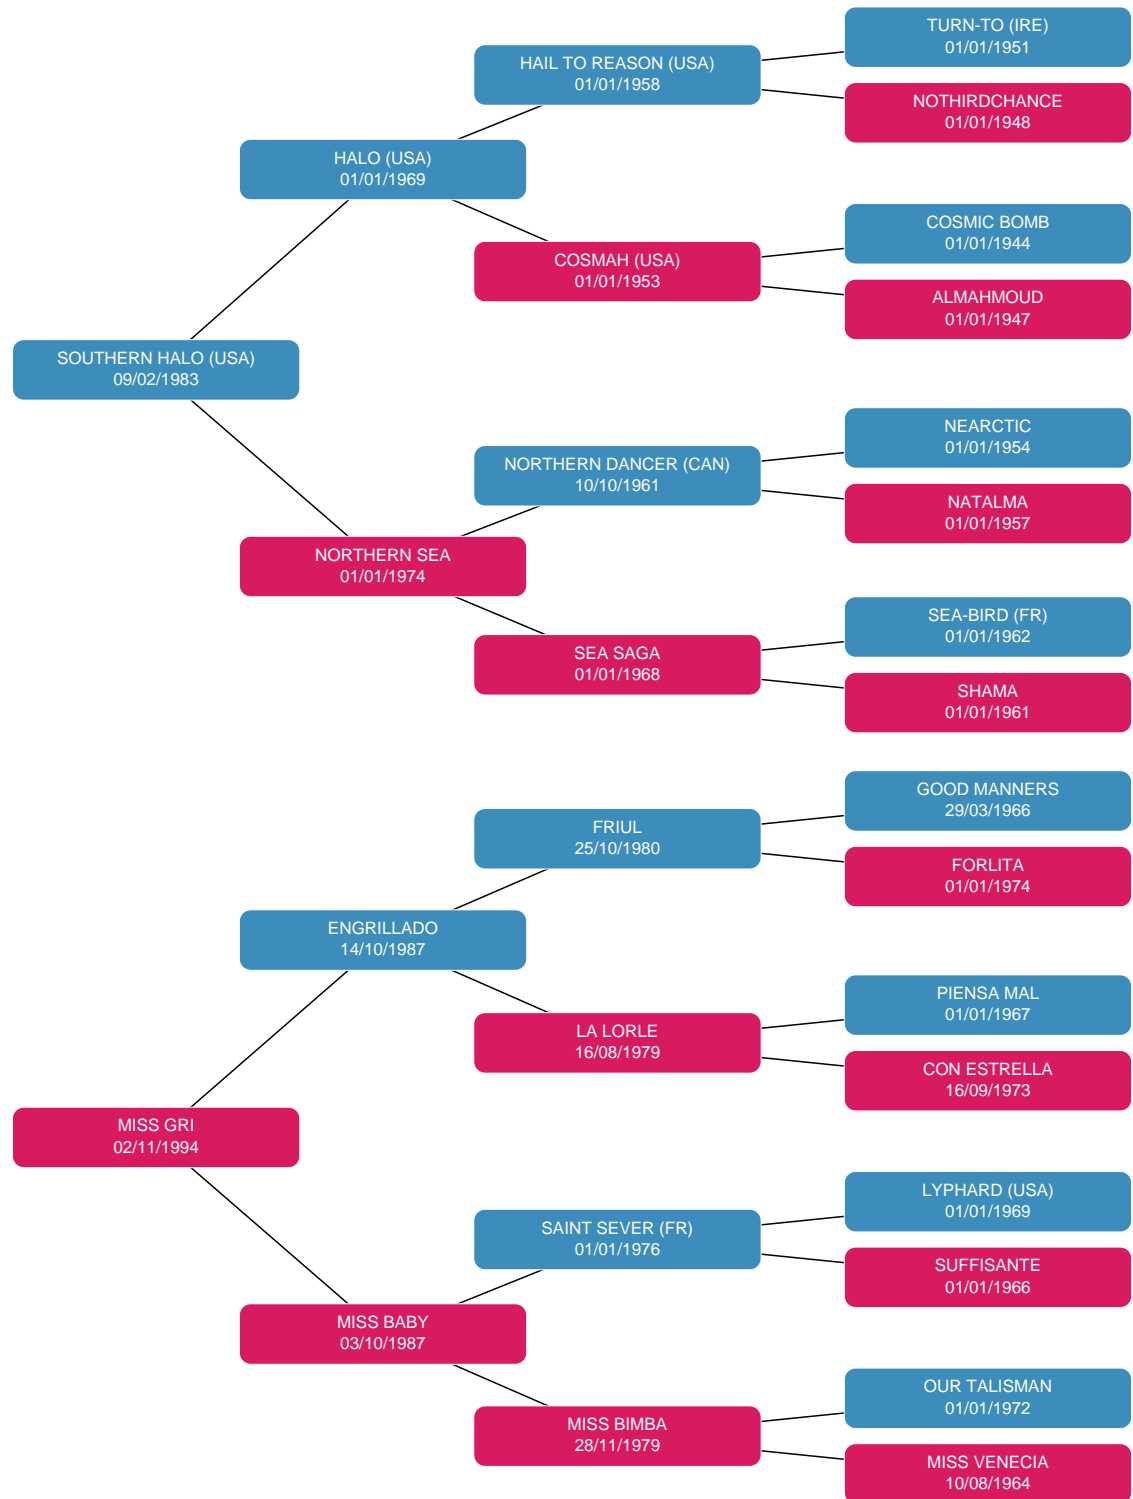 TURN-TO (IRE)
01/01/1951
HAIL TO REASON (USA)
01/01/1958
NOTHIRDCHANCE
01/01/1948
HALO (USA)
01/01/1969
COSMIC BOMB
01/01/1944
COSMAH (USA)
01/01/1953
ALMAHMOUD
01/01/1947
SOUTHERN HALO (USA)
09/02/1983
NEARCTIC
01/01/1954
NORTHERN DANCER (CAN)
10/10/1961
NATALMA
01/01/1957
NORTHERN SEA
01/01/1974
SEA-BIRD (FR)
01/01/1962
SEA SAGA
01/01/1968
SHAMA
01/01/1961
GOOD MANNERS
29/03/1966
FRIUL
25/10/1980
FORLITA
01/01/1974
ENGRILLADO
14/10/1987
PIENSA MAL
01/01/1967
LA LORLE
16/08/1979
CON ESTRELLA
16/09/1973
MISS GRI
02/11/1994
LYPHARD (USA)
01/01/1969
SAINT SEVER (FR)
01/01/1976
SUFFISANTE
01/01/1966
MISS BABY
03/10/1987
OUR TALISMAN
01/01/1972
MISS BIMBA
28/11/1979
MISS VENECIA
10/08/1964